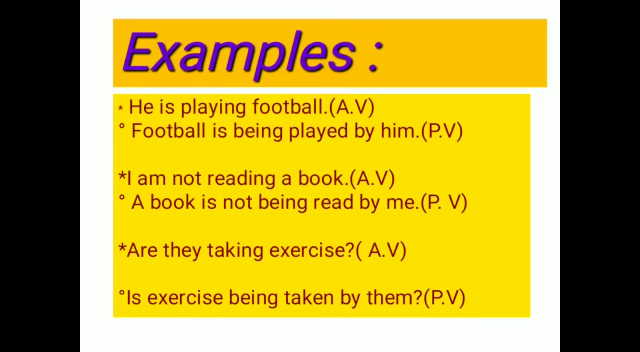 Examples :
* He is playing football.(A.V)
° Football is being played by him.(P.V)
*I am not reading a book.(A.V)
° A book is not being read by me.(P. V)
*Are they taking exercise?( A.V)
°Is exercise being taken by them?(P.V)